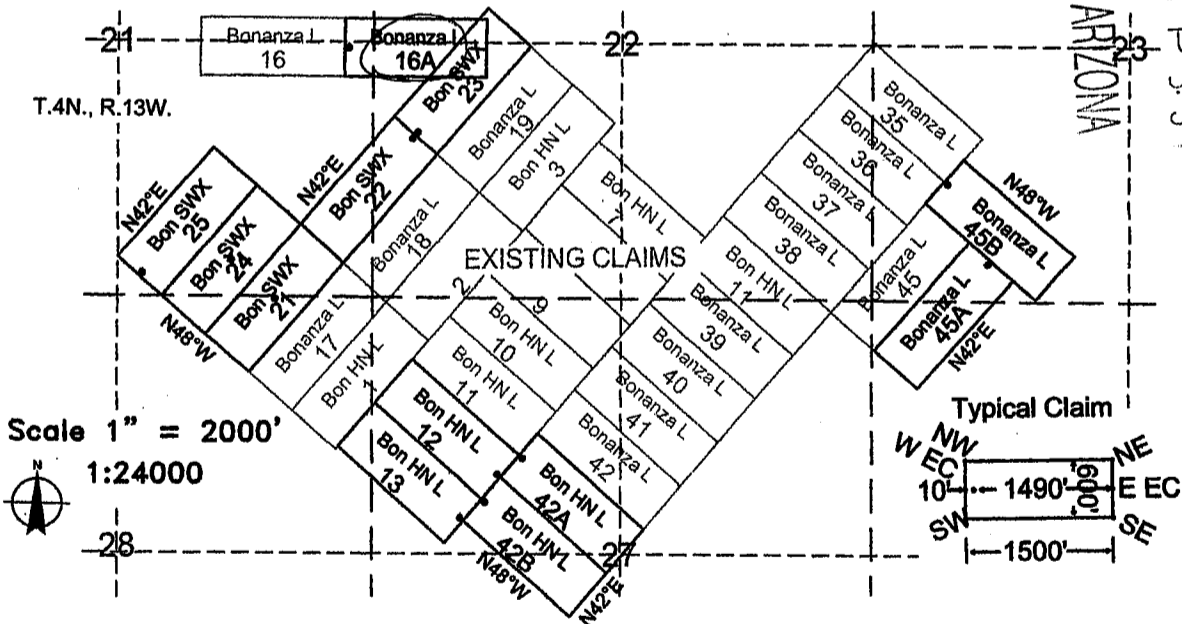 21
22
23
ARIZONA
T.4N., R.13W.
Bonanza L
16
Bonanza L
16A
Bon SWX
23
Bonanza L
19
Bon HN L
3
N42°E
Bon SWX
22
Bonanza L
18
Bon HN L
7
N42°E
Bon SWX
25
Bon SWX
24
Bon SWX
21
N48°W
EXISTING CLAIMS
Bonanza L
35
Bonanza L
36
Bonanza L
37
Bonanza L
38
Bon HN L
11
Bonanza L
39
Bonanza L
40
Bonanza L
41
Bonanza L
42
N48°W
Bonanza L
45B
Bonanza L
45
Bonanza L
45A
N42°E
Bonanza L
17
Bon HN L
1
2
9
Bon HN L
10
Bon HN L
11
Bon HN L
12
Bon HN L
13
Bon HN L
42A
Bon HN L
42B
N48°W
N42°E
28
27
Scale 1" = 2000'
1:24000
N
Typical Claim
NW
NE
W EC
10'
1490'
600'
E EC
SW
SE
1500'